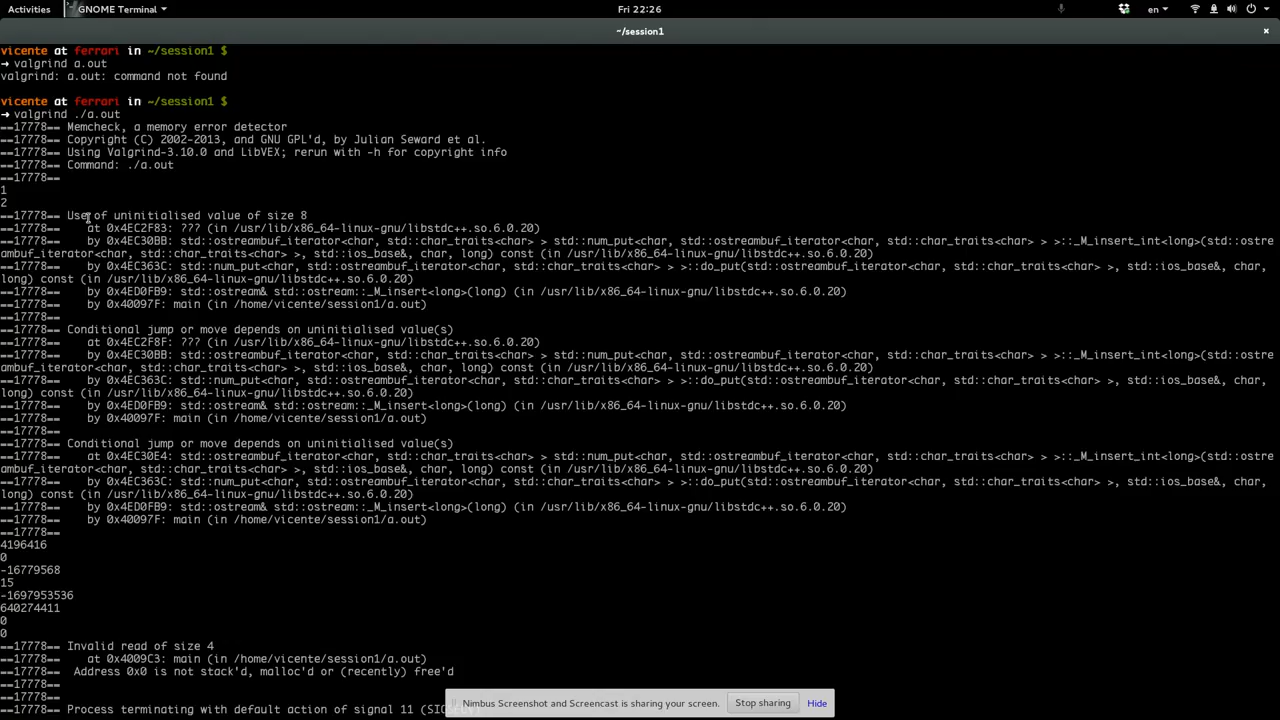 Activities GNOME Terminal Fri 22:26 en
~/session1
vicente at ferrari in ~/session1 $
→ valgrind a.out
valgrind: a.out: command not found
vicente at ferrari in ~/session1 $
→ valgrind ./a.out
==17778== Memcheck, a memory error detector
==17778== Copyright (C) 2002-2013, and GNU GPL'd, by Julian Seward et al.
==17778== Using Valgrind-3.10.0 and LibVEX; rerun with -h for copyright info
==17778== Command: ./a.out
==17778==
1
2
==17778== Use of uninitialised value of size 8
==17778==    at 0x4EC2F83: ??? (in /usr/lib/x86_64-linux-gnu/libstdc++.so.6.0.20)
==17778==    by 0x4EC30BB: std::ostreambuf_iterator<char, std::char_traits<char> > std::num_put<char, std::ostreambuf_iterator<char, std::char_traits<char> > >::_M_insert_int<long>(std::ostre
ambuf_iterator<char, std::char_traits<char> >, std::ios_base&, char, long) const (in /usr/lib/x86_64-linux-gnu/libstdc++.so.6.0.20)
==17778==    by 0x4EC363C: std::num_put<char, std::ostreambuf_iterator<char, std::char_traits<char> > >::do_put(std::ostreambuf_iterator<char, std::char_traits<char> >, std::ios_base&, char,
long) const (in /usr/lib/x86_64-linux-gnu/libstdc++.so.6.0.20)
==17778==    by 0x4ED0FB9: std::ostream& std::ostream::_M_insert<long>(long) (in /usr/lib/x86_64-linux-gnu/libstdc++.so.6.0.20)
==17778==    by 0x40097F: main (in /home/vicente/session1/a.out)
==17778==
==17778== Conditional jump or move depends on uninitialised value(s)
==17778==    at 0x4EC2F8F: ??? (in /usr/lib/x86_64-linux-gnu/libstdc++.so.6.0.20)
==17778==    by 0x4EC30BB: std::ostreambuf_iterator<char, std::char_traits<char> > std::num_put<char, std::ostreambuf_iterator<char, std::char_traits<char> > >::_M_insert_int<long>(std::ostre
ambuf_iterator<char, std::char_traits<char> >, std::ios_base&, char, long) const (in /usr/lib/x86_64-linux-gnu/libstdc++.so.6.0.20)
==17778==    by 0x4EC363C: std::num_put<char, std::ostreambuf_iterator<char, std::char_traits<char> > >::do_put(std::ostreambuf_iterator<char, std::char_traits<char> >, std::ios_base&, char,
long) const (in /usr/lib/x86_64-linux-gnu/libstdc++.so.6.0.20)
==17778==    by 0x4ED0FB9: std::ostream& std::ostream::_M_insert<long>(long) (in /usr/lib/x86_64-linux-gnu/libstdc++.so.6.0.20)
==17778==    by 0x40097F: main (in /home/vicente/session1/a.out)
==17778==
==17778== Conditional jump or move depends on uninitialised value(s)
==17778==    at 0x4EC30E4: std::ostreambuf_iterator<char, std::char_traits<char> > std::num_put<char, std::ostreambuf_iterator<char, std::char_traits<char> > >::_M_insert_int<long>(std::ostre
ambuf_iterator<char, std::char_traits<char> >, std::ios_base&, char, long) const (in /usr/lib/x86_64-linux-gnu/libstdc++.so.6.0.20)
==17778==    by 0x4EC363C: std::num_put<char, std::ostreambuf_iterator<char, std::char_traits<char> > >::do_put(std::ostreambuf_iterator<char, std::char_traits<char> >, std::ios_base&, char,
long) const (in /usr/lib/x86_64-linux-gnu/libstdc++.so.6.0.20)
==17778==    by 0x4ED0FB9: std::ostream& std::ostream::_M_insert<long>(long) (in /usr/lib/x86_64-linux-gnu/libstdc++.so.6.0.20)
==17778==    by 0x40097F: main (in /home/vicente/session1/a.out)
==17778==
4196416
0
-16779568
15
-1697953536
640274411
0
0
==17778== Invalid read of size 4
==17778==    at 0x4009C3: main (in /home/vicente/session1/a.out)
==17778==  Address 0x0 is not stack'd, malloc'd or (recently) free'd
==17778==
==17778==
==17778== Process terminating with default action of signal 11
Nimbus Screenshot and Screencast is sharing your screen. Stop sharing Hide